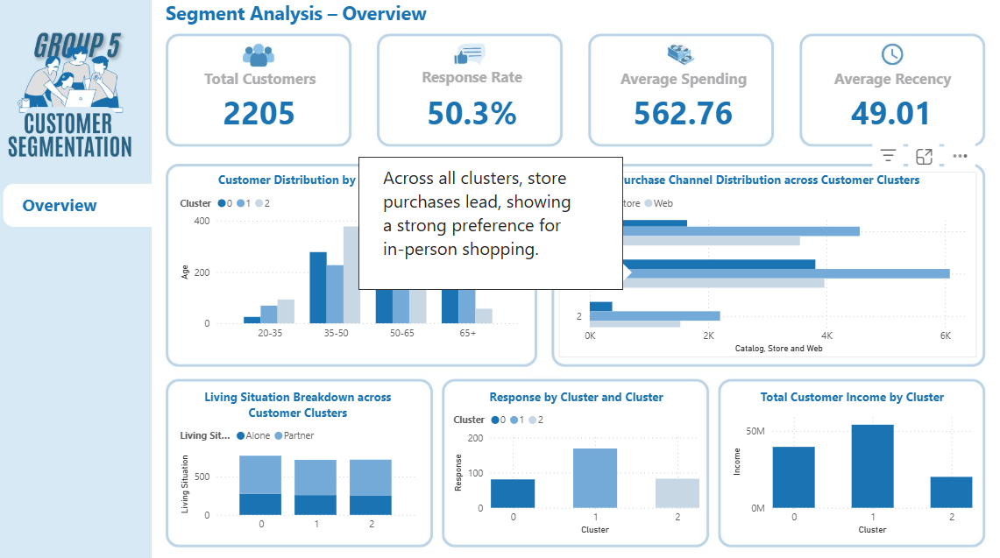 Segment Analysis – Overview
GROUP 5
CUSTOMER
SEGMENTATION
Overview
Total Customers
2205
Response Rate
50.3%
Average Spending
562.76
Average Recency
49.01
Customer Distribution by
Cluster 0 1 2
400
200
0
Age
20-35 35-50 50-65 65+
Across all clusters, store
purchases lead, showing
a strong preference for
in-person shopping.
urchase Channel Distribution across Customer Clusters
tore Web
2
0K 2K 4K 6K
Catalog, Store and Web
Living Situation Breakdown across
Customer Clusters
Living Sit... Alone Partner
Living Situation
500
0
0 1 2
Response by Cluster and Cluster
Cluster 0 1 2
Response
200
100
0
0 1 2
Cluster
Total Customer Income by Cluster
Income
50M
0M
0 1 2
Cluster